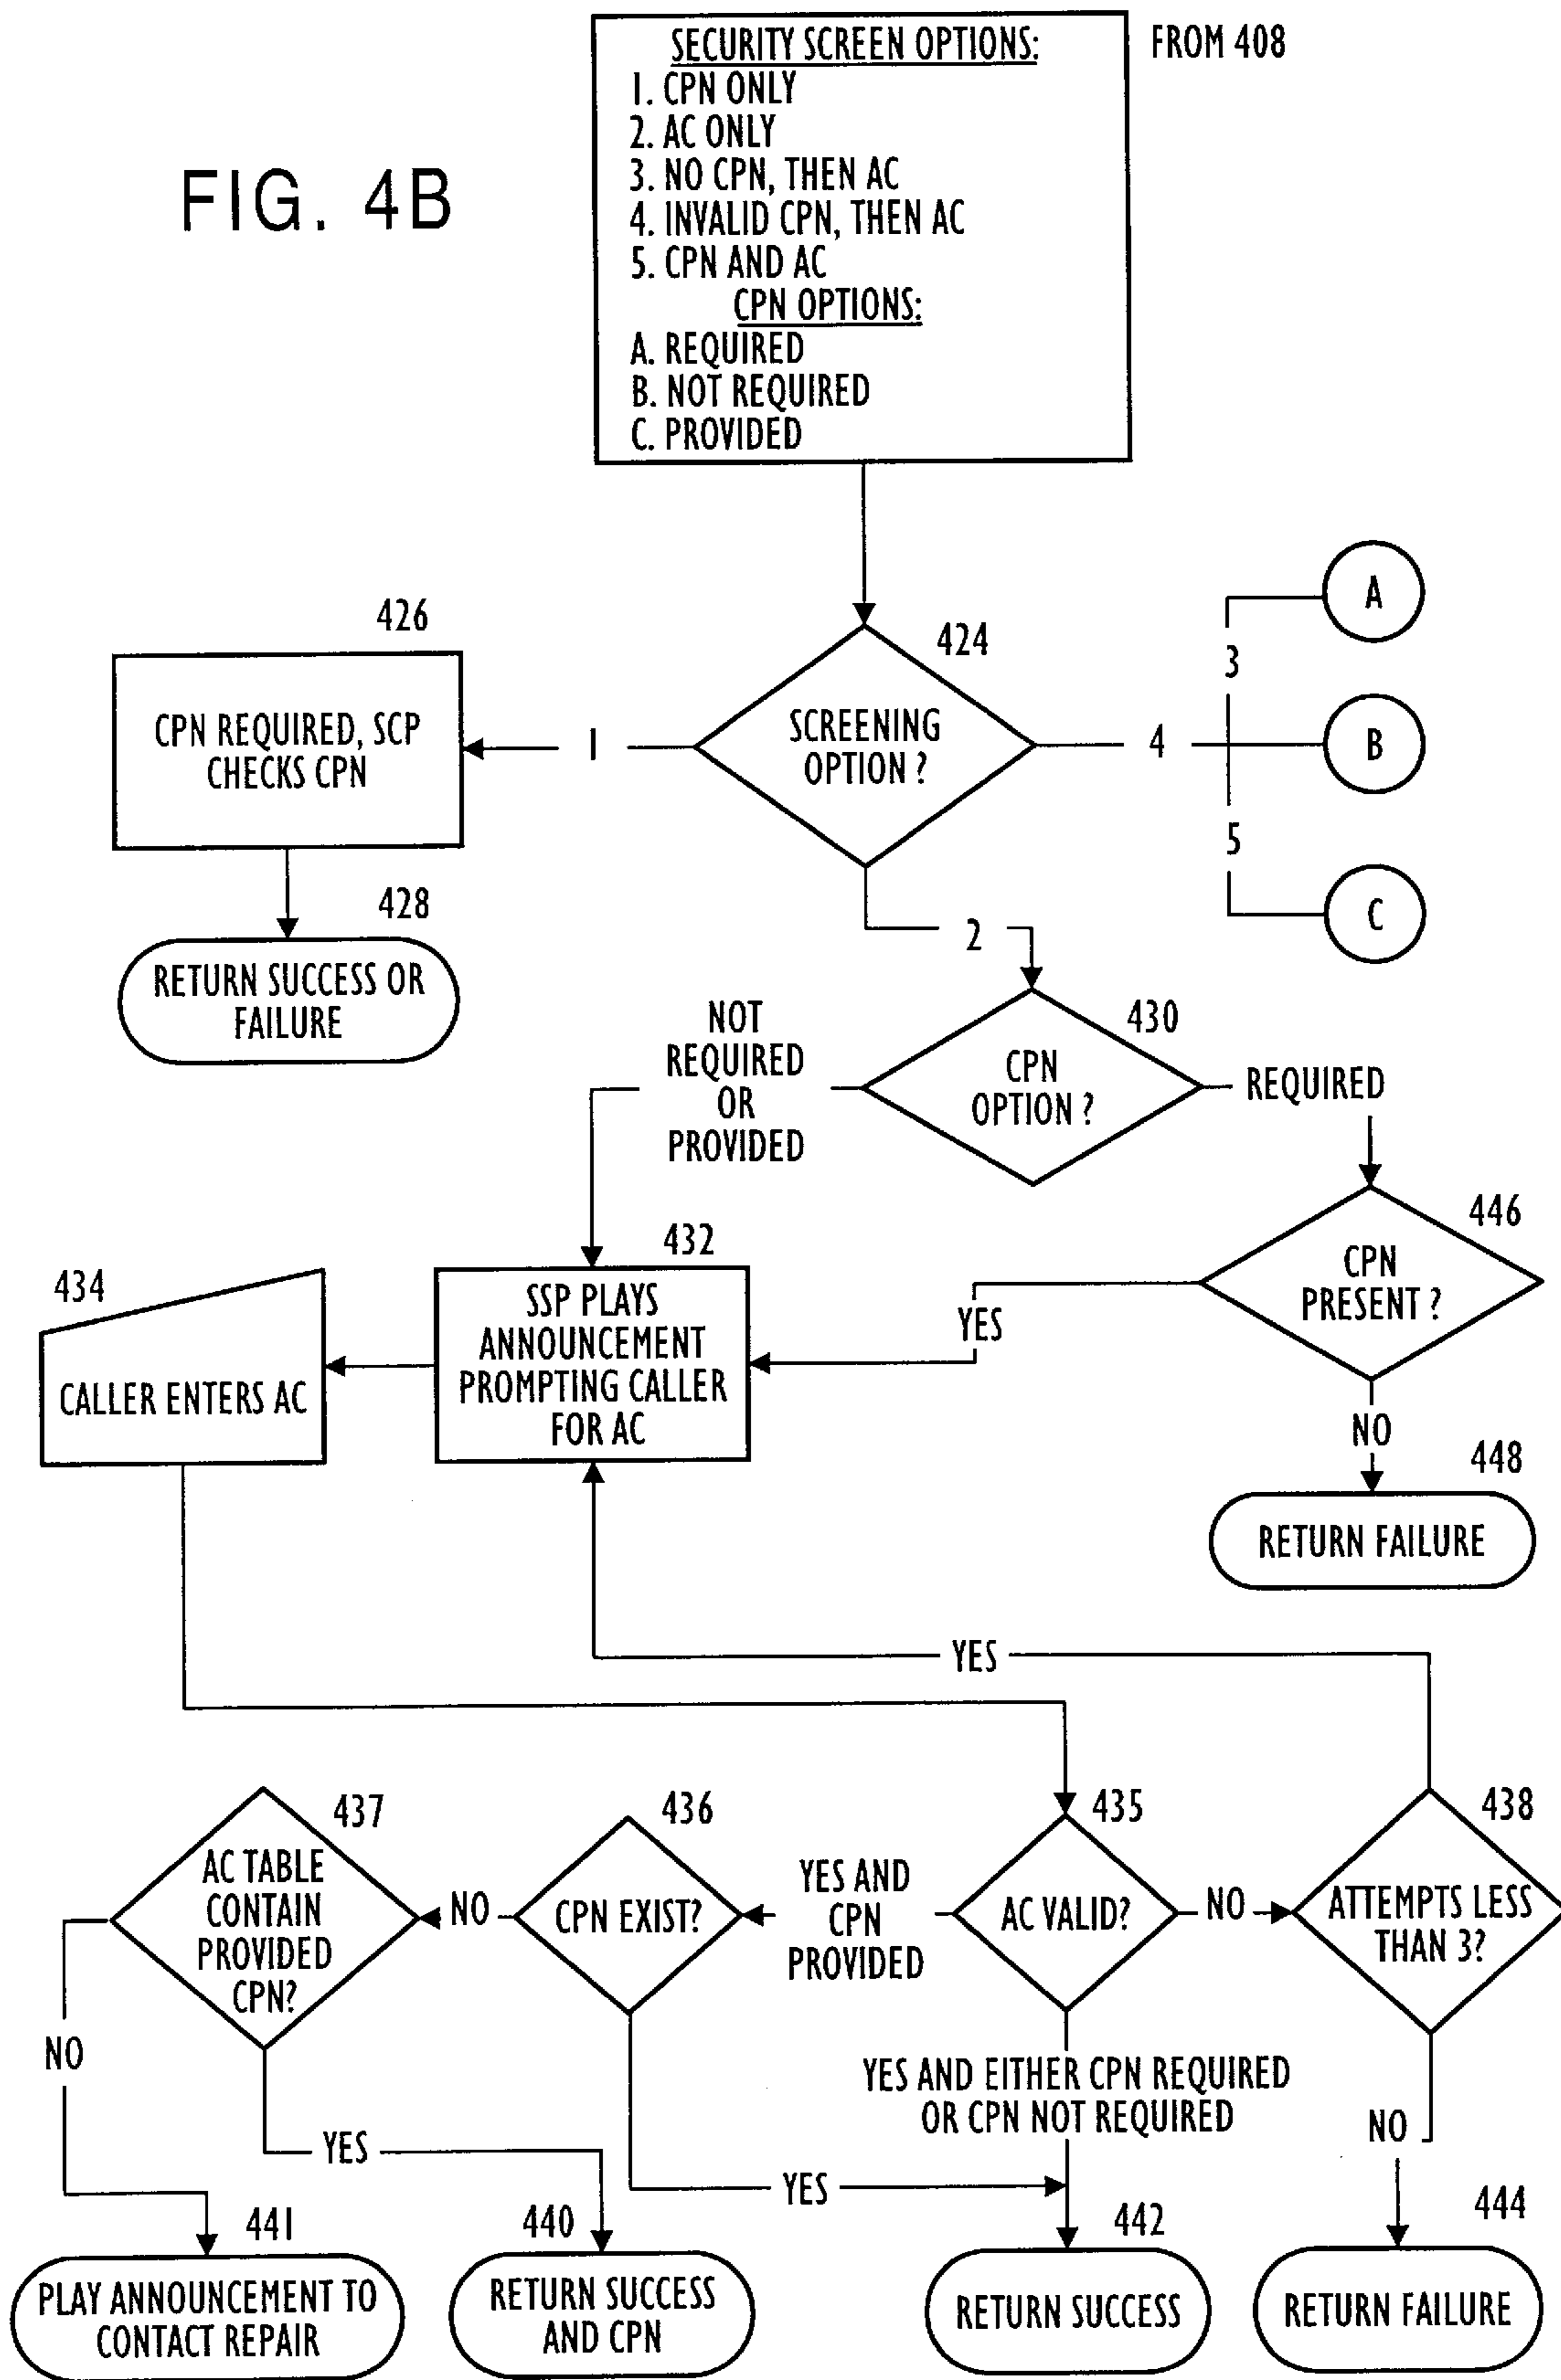 FIG. 4B
FROM 408
SECURITY SCREEN OPTIONS:
1. CPN ONLY
2. AC ONLY
3. NO CPN, THEN AC
4. INVALID CPN, THEN AC
5. CPN AND AC
CPN OPTIONS:
A. REQUIRED
B. NOT REQUIRED
C. PROVIDED
424
SCREENING
OPTION ?
1
426
CPN REQUIRED, SCP
CHECKS CPN
428
RETURN SUCCESS OR
FAILURE
3
A
4
B
5
C
2
430
CPN
OPTION ?
NOT
REQUIRED
OR
PROVIDED
REQUIRED
446
CPN
PRESENT ?
YES
NO
448
RETURN FAILURE
432
SSP PLAYS
ANNOUNCEMENT
PROMPTING CALLER
FOR AC
434
CALLER ENTERS AC
YES
435
AC VALID?
NO
438
ATTEMPTS LESS
THAN 3?
YES AND
CPN
PROVIDED
436
CPN EXIST?
NO
437
AC TABLE
CONTAIN
PROVIDED
CPN?
NO
YES
YES
YES AND EITHER CPN REQUIRED
OR CPN NOT REQUIRED
NO
441
PLAY ANNOUNCEMENT TO
CONTACT REPAIR
440
RETURN SUCCESS
AND CPN
442
RETURN SUCCESS
444
RETURN FAILURE